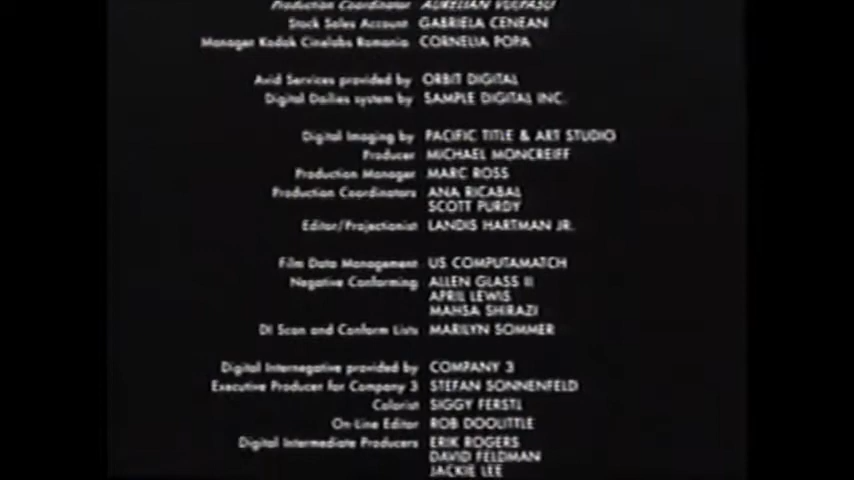 Production Coordinator AURELIAN VULPASU
Stock Sales Account GABRIELA CENEAN
Manager Kodak Cinelabs Romania CORNELIA POPA
Avid Services provided by ORBIT DIGITAL
Digital Dailies system by SAMPLE DIGITAL INC.
Digital Imaging by PACIFIC TITLE & ART STUDIO
Producer MICHAEL MONCREIFF
Production Manager MARC ROSS
Production Coordinators ANA RICABAL
SCOTT PURDY
Editor/Projectionist LANDIS HARTMAN JR.
Film Data Management US COMPUTAMATCH
Negative Conforming ALLEN GLASS II
APRIL LEWIS
MAHSA SHIRAZI
DI Scan and Conform Lists MARILYN SOMMER
Digital Internegative provided by COMPANY 3
Executive Producer for Company 3 STEFAN SONNENFELD
Colorist SIGGY FERSTL
On-Line Editor ROB DOOLITTLE
Digital Intermediate Producers ERIK ROGERS
DAVID FELDMAN
JACKIE LEE